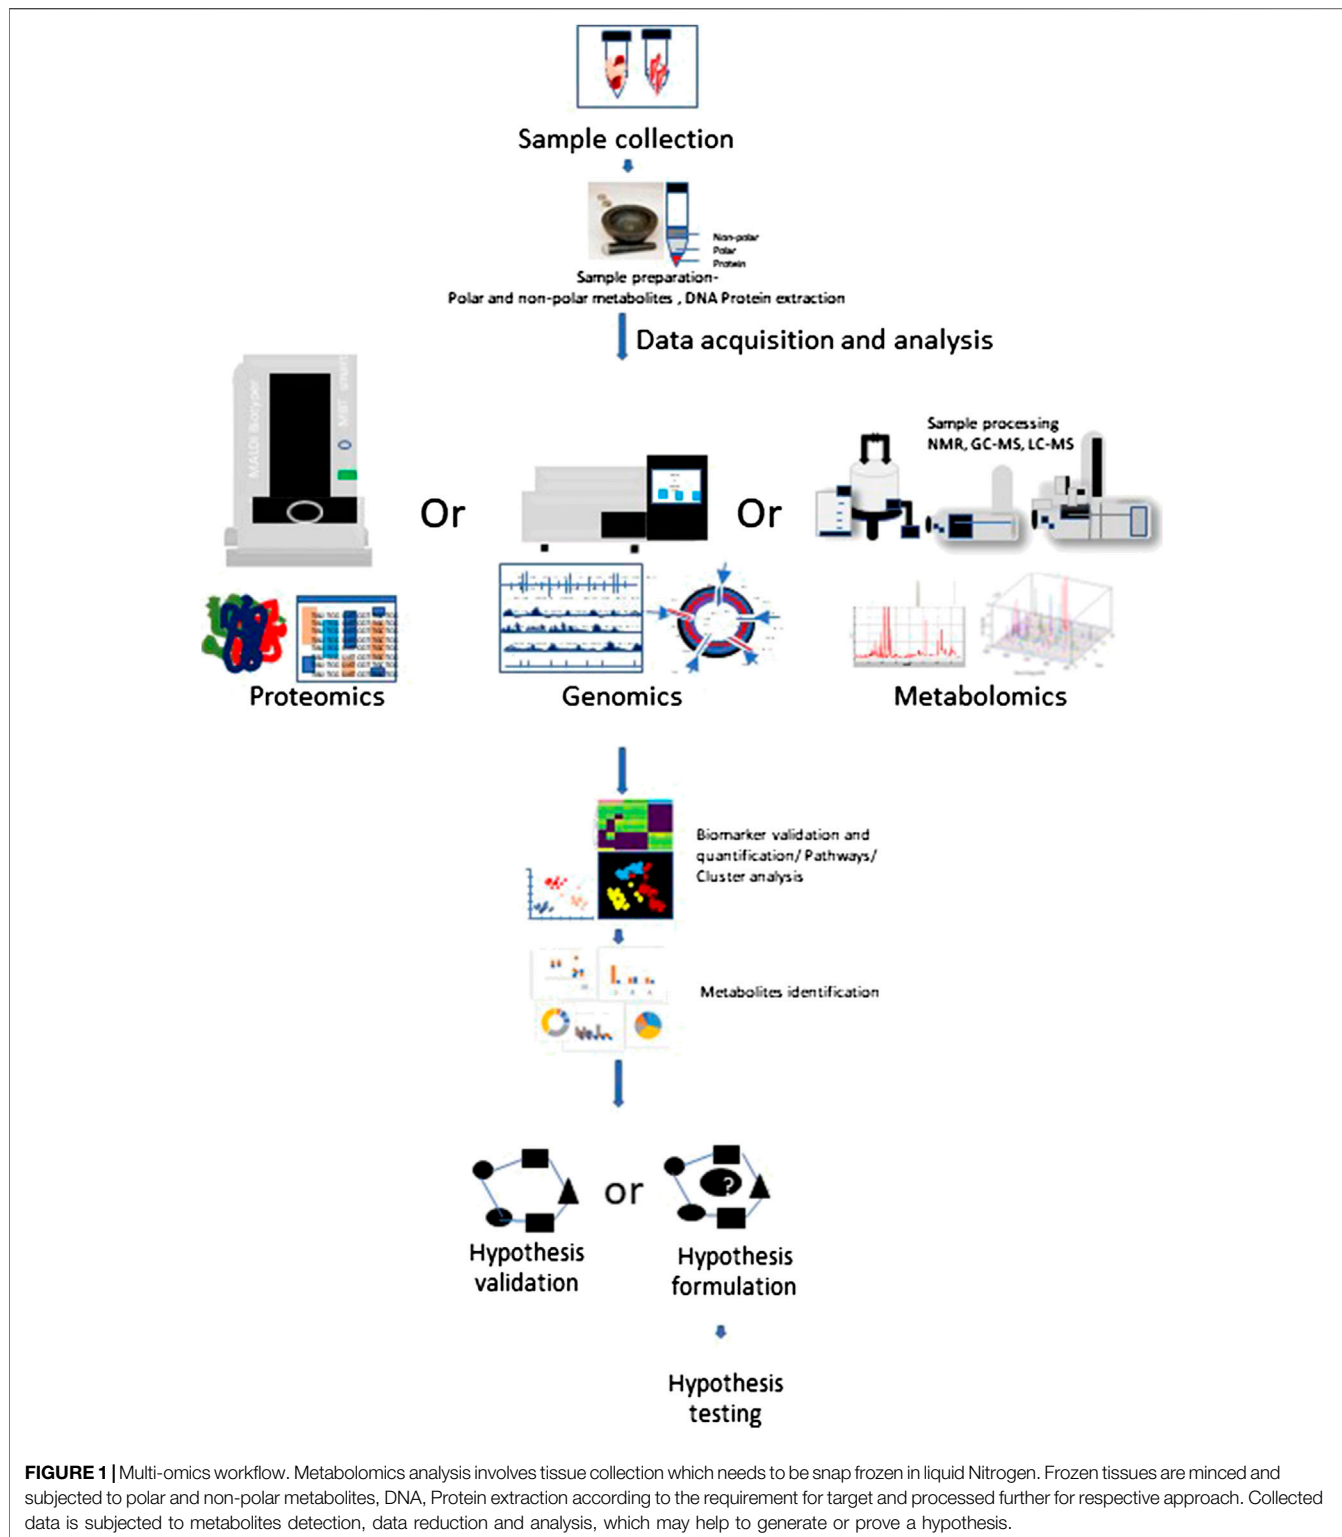 Sample collection
Non-polar
Polar
Protein
Sample preparation-
Polar and non-polar metabolites , DNA Protein extraction
Data acquisition and analysis
MALDI Biotyper
MBT smart
Sample processing
NMR, GC-MS, LC-MS
Or
Or
Proteomics
Genomics
Metabolomics
Biomarker validation and
quantification/ Pathways/
Cluster analysis
Metabolites identification
or
?
Hypothesis
validation
Hypothesis
formulation
Hypothesis
testing
FIGURE 1 | Multi-omics workflow. Metabolomics analysis involves tissue collection which needs to be snap frozen in liquid Nitrogen. Frozen tissues are minced and
subjected to polar and non-polar metabolites, DNA, Protein extraction according to the requirement for target and processed further for respective approach. Collected
data is subjected to metabolites detection, data reduction and analysis, which may help to generate or prove a hypothesis.